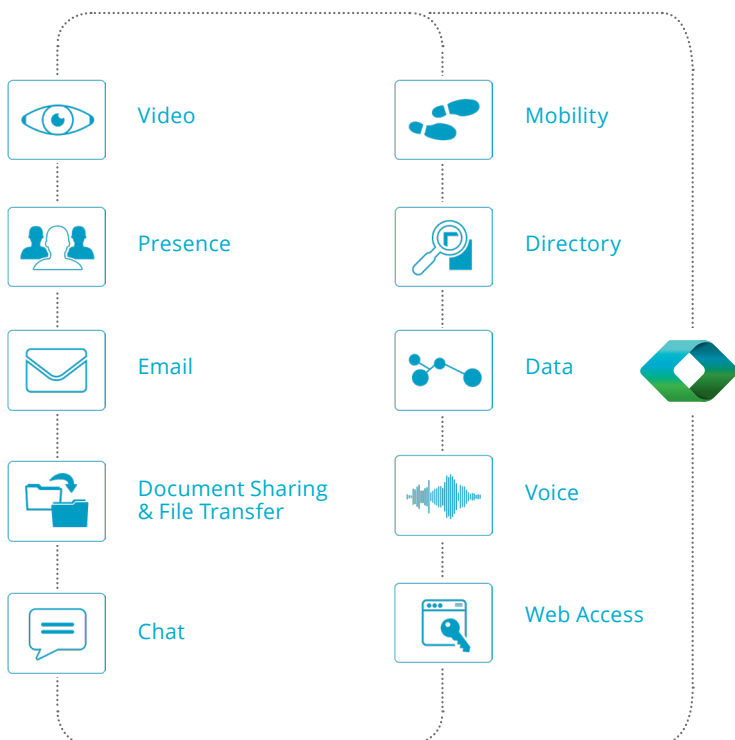 Video
Presence
Email
Document Sharing
& File Transfer
Chat
Mobility
Directory
Data
Voice
Web Access